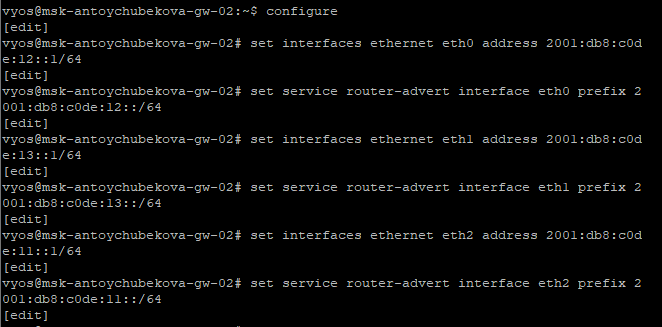 vyos@msk-antoychubekova-gw-02:~$ configure
[edit]
vyos@msk-antoychubekova-gw-02# set interfaces ethernet eth0 address 2001:db8:c0d
e:12::1/64
[edit]
vyos@msk-antoychubekova-gw-02# set service router-advert interface eth0 prefix 2
001:db8:c0de:12::/64
[edit]
vyos@msk-antoychubekova-gw-02# set interfaces ethernet eth1 address 2001:db8:c0d
e:13::1/64
[edit]
vyos@msk-antoychubekova-gw-02# set service router-advert interface eth1 prefix 2
001:db8:c0de:13::/64
[edit]
vyos@msk-antoychubekova-gw-02# set interfaces ethernet eth2 address 2001:db8:c0d
e:11::1/64
[edit]
vyos@msk-antoychubekova-gw-02# set service router-advert interface eth2 prefix 2
001:db8:c0de:11::/64
[edit]